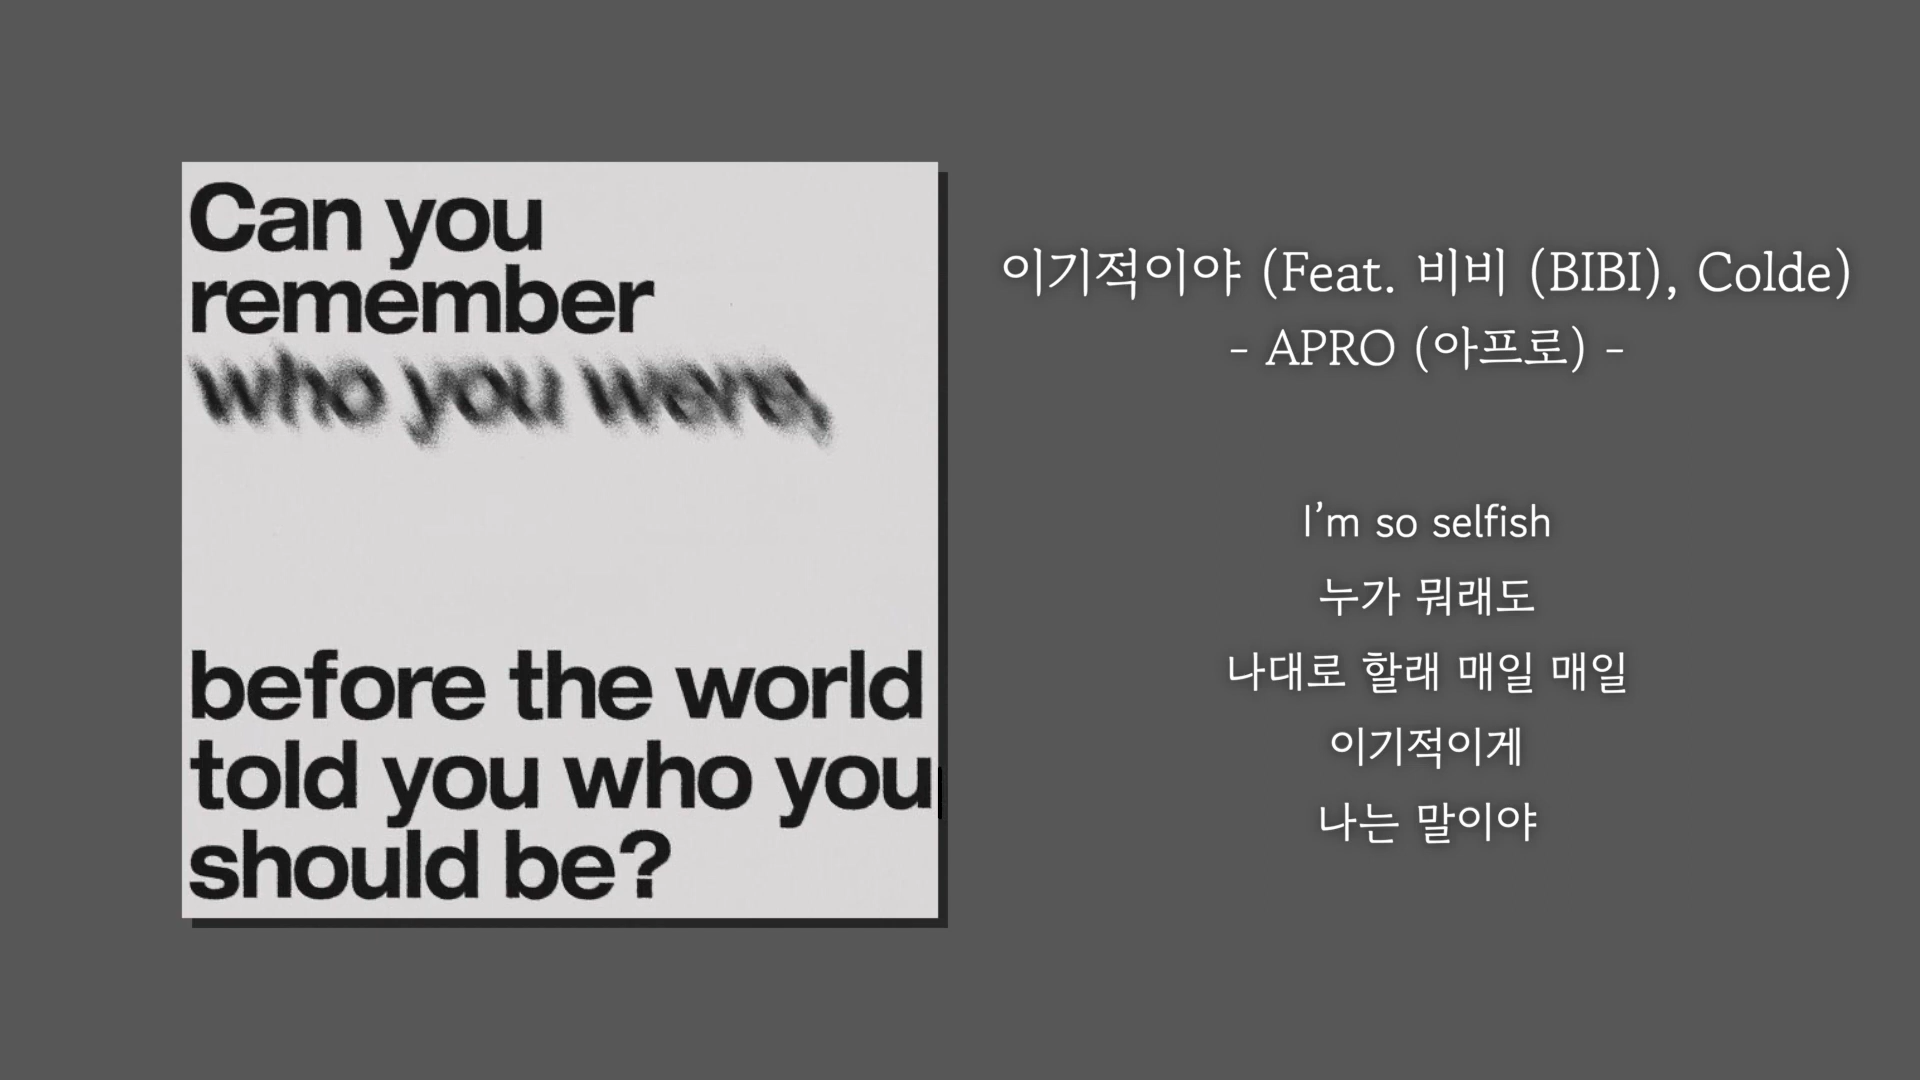 Can you
remember
who you were,
before the world
told you who you
should be?
이기적이야 (Feat. 비비 (BIBI), Colde)
- APRO (아프로) -
I'm so selfish
누가 뭐래도
나대로 할래 매일 매일
이기적이게
나는 말이야